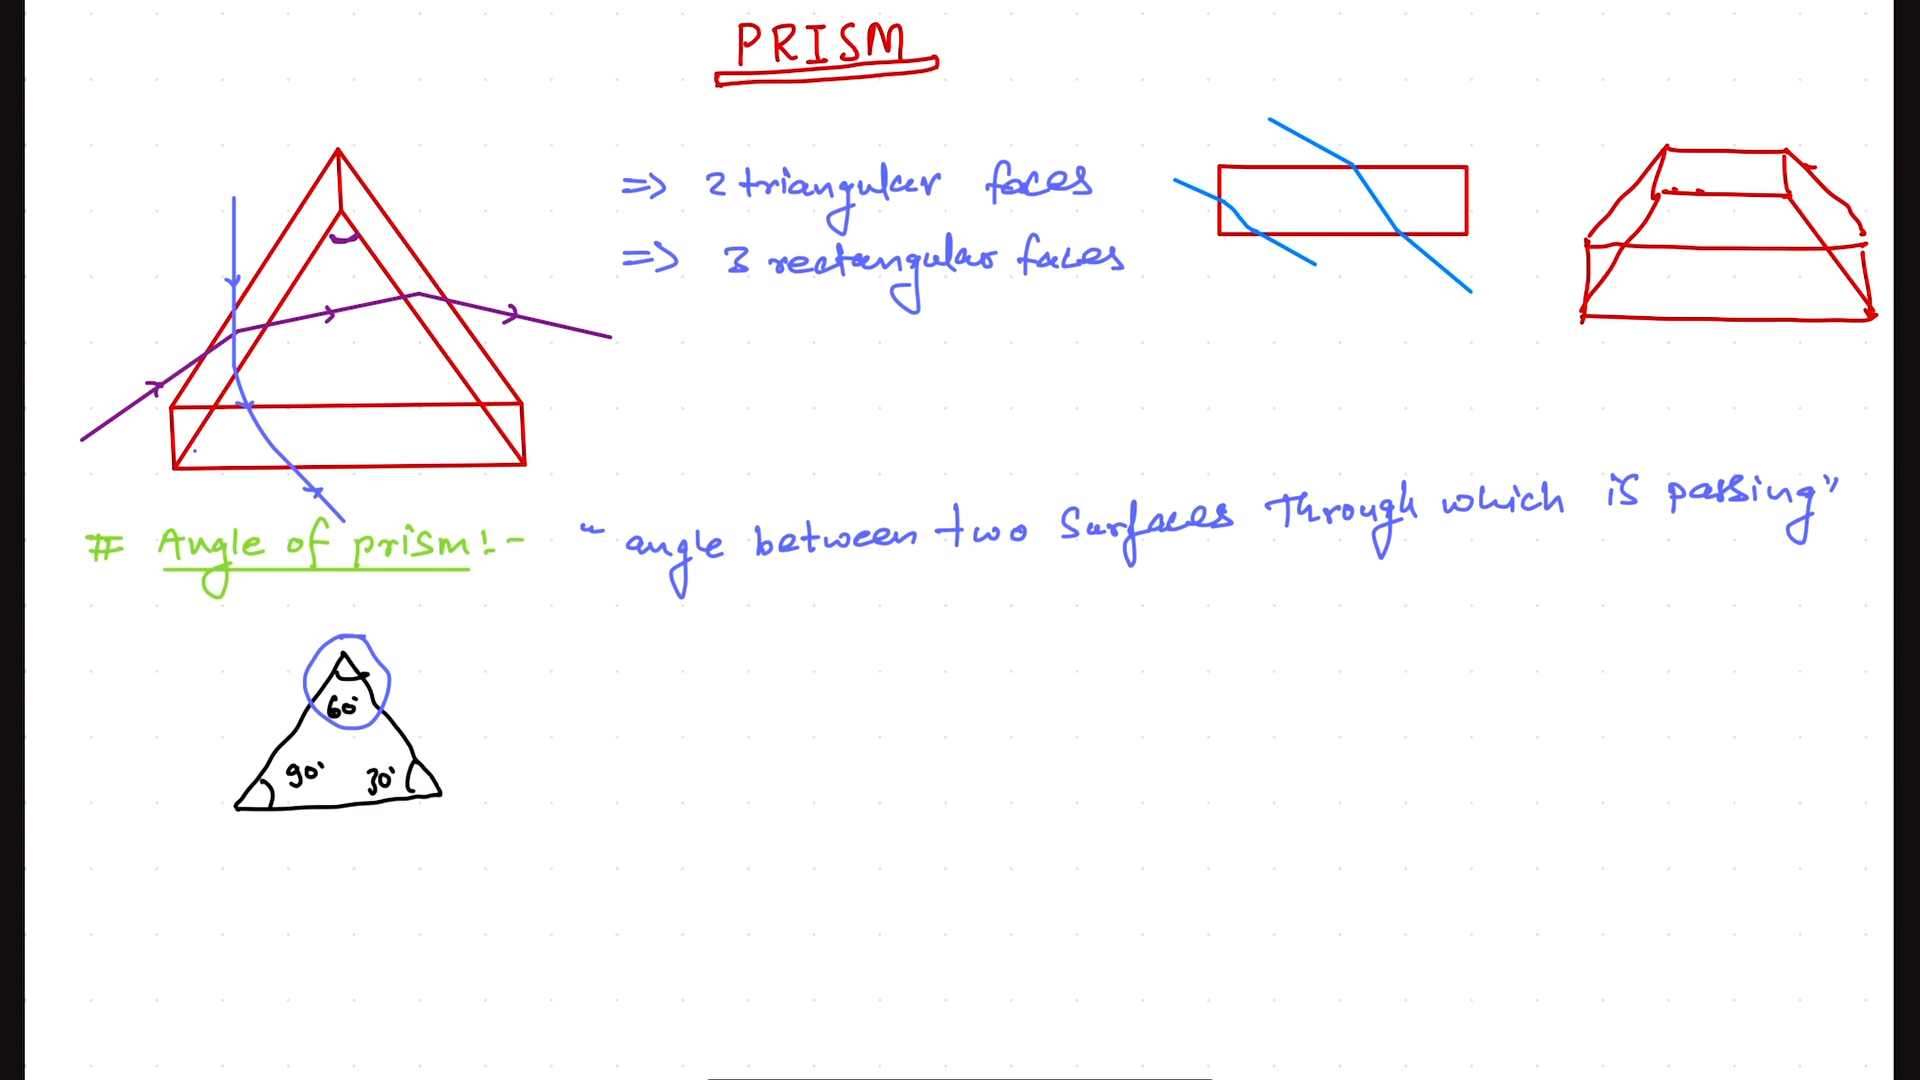 PRISM
=> 2 triangular faces
=> 3 rectangular faces
# Angle of prism:- "angle between two surfaces through which is passing"
60°
90° 30°